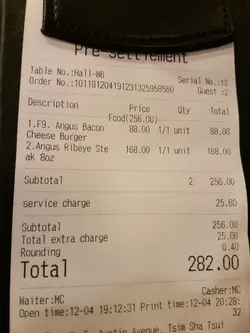 Pre-settlement
Table No.:Hall-W6
Serial No.:13
Order No.:101181204191231325958560
Guest :2
Description Price Qty Total
Food(256.00)
1.F9. Angus Bacon 88.00 1/1 unit 88.00
Cheese Burger
2.Angus Ribeye Ste 168.00 1/1 unit 168.00
ak 8oz
Subtotal 2 256.00
service charge 25.60
Subtotal 256.00
Total extra charge 25.60
Rounding 0.40
Total 282.00
Waiter:MC Casher:MC
Open time:12-04 19:12:31 Print time:12-04 20:28:
32
Austin Avenue, Tsim Sha Tsui